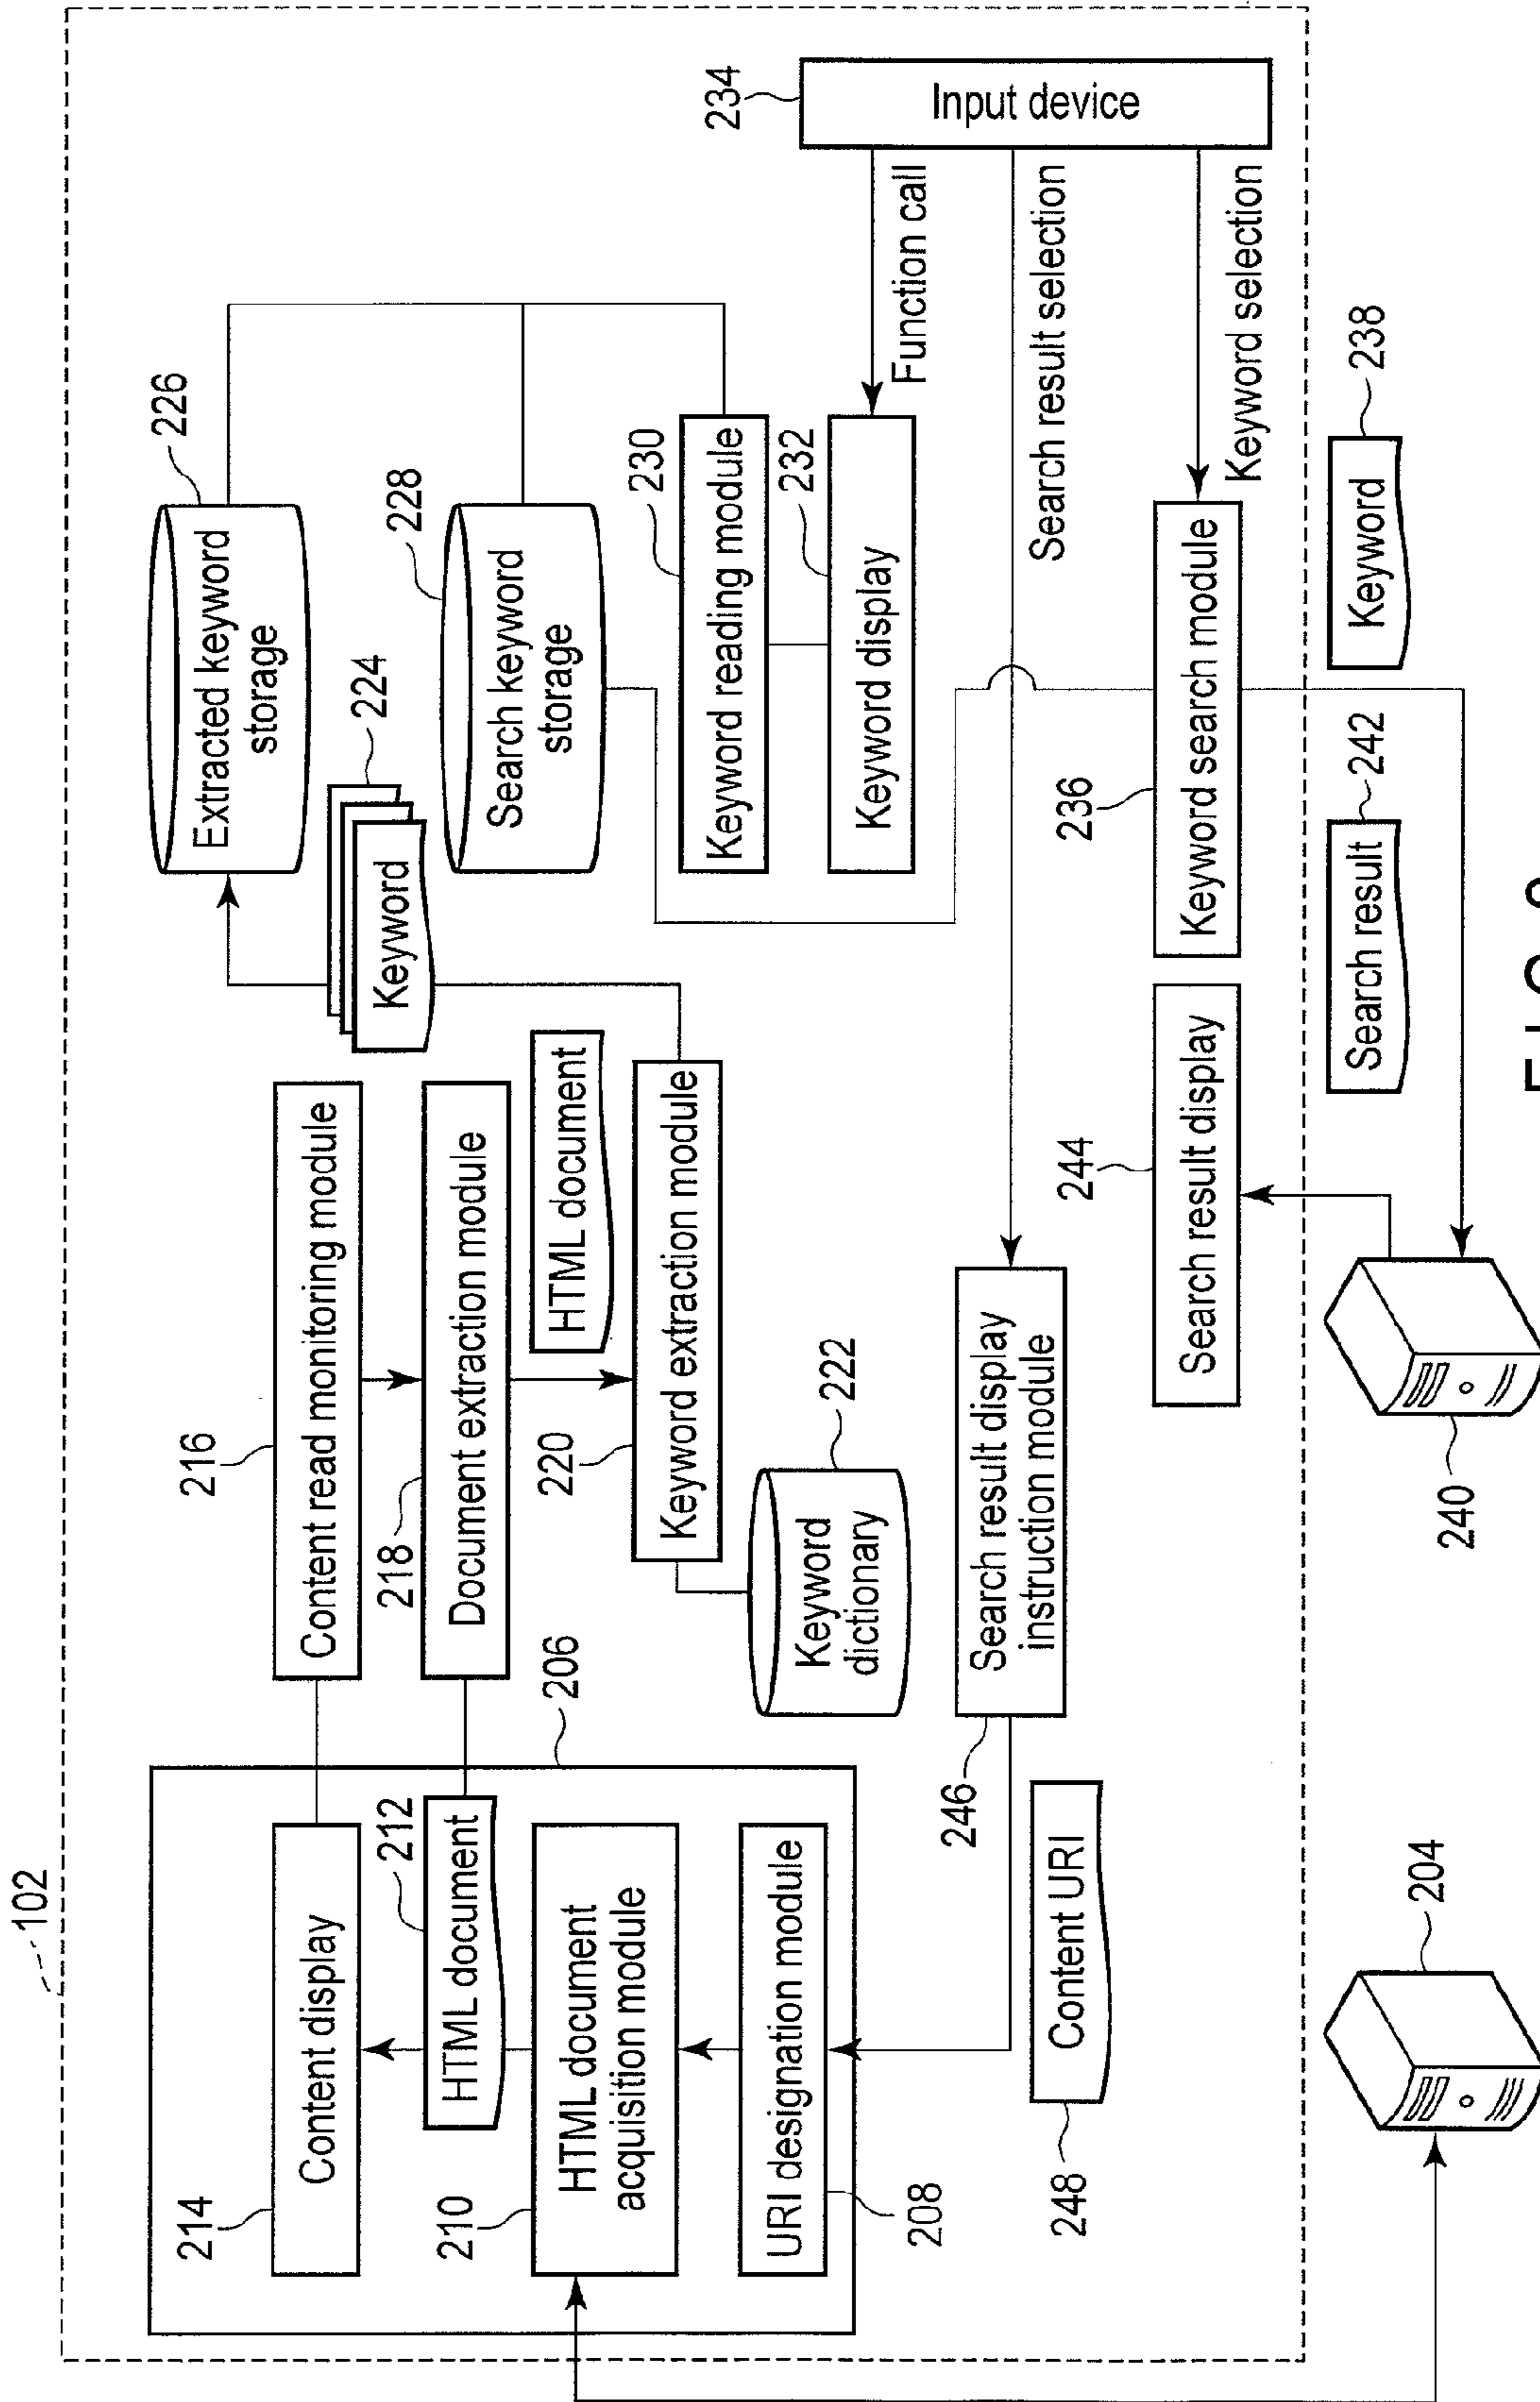 102
206
214
Content display
212
HTML document
210
HTML document
acquisition module
URI designation module
208
216
Content read monitoring module
218
Document extraction module
HTML document
220
Keyword extraction module
222
Keyword
dictionary
224
Keyword
226
Extracted keyword
storage
228
Search keyword
storage
230
Keyword reading module
232
Keyword display
234
Input device
Function call
Search result selection
Keyword selection
246
Search result display
instruction module
248
Content URI
244
Search result display
236
Keyword search module
238
Keyword
242
Search result
240
204